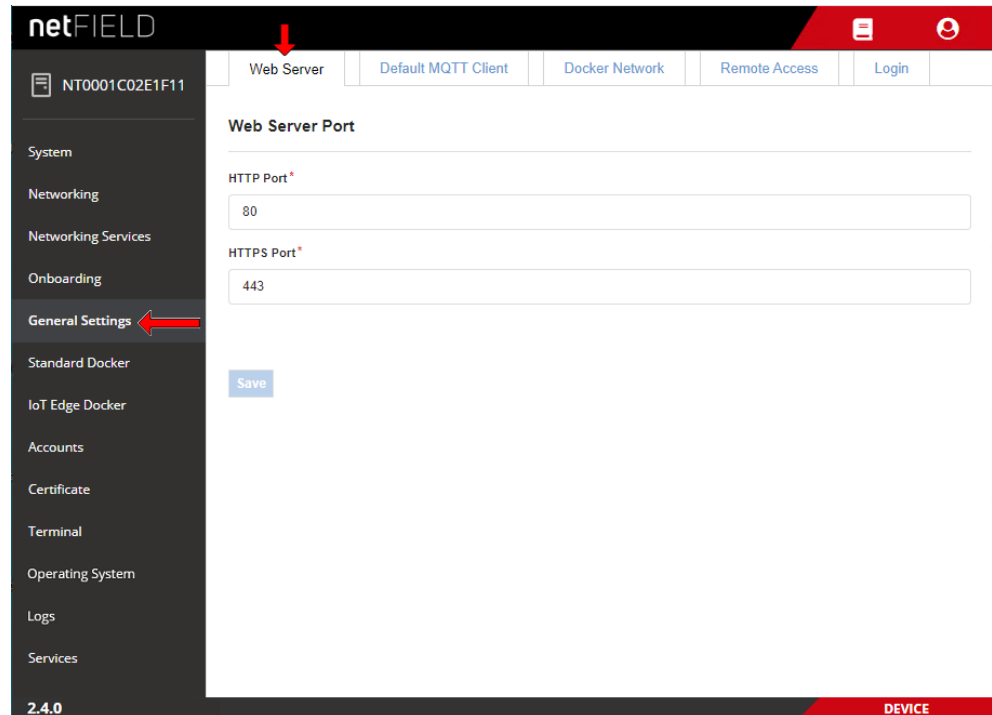 netFIELD
NT0001C02E1F11
System
Networking
Networking Services
Onboarding
General Settings
Standard Docker
IoT Edge Docker
Accounts
Certificate
Terminal
Operating System
Logs
Services
2.4.0
Web Server Default MQTT Client Docker Network Remote Access Login
Web Server Port
HTTP Port*
80
HTTPS Port*
443
Save
DEVICE